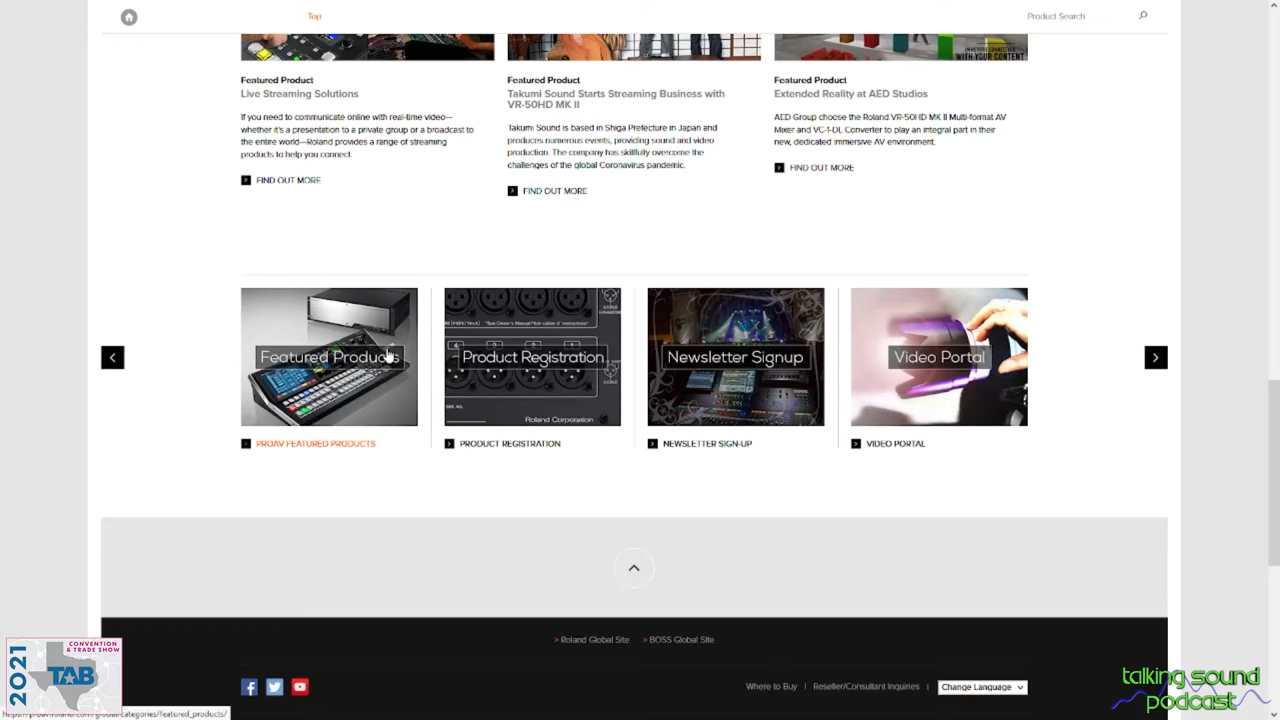 Top
Product Search
IMMERSIVE CONNECTION
WITH YOUR CONTENT
Featured Product
Live Streaming Solutions
If you need to communicate online with real-time video—
whether it's a presentation to a private group or a broadcast to
the entire world—Roland provides a range of streaming
products to help you connect.
FIND OUT MORE
Featured Product
Takumi Sound Starts Streaming Business with
VR-50HD MK II
Takumi Sound is based in Shiga Prefecture in Japan and
produces numerous events, providing sound and video
production. The company has skillfully overcome the
challenges of the global Coronavirus pandemic.
FIND OUT MORE
Featured Product
Extended Reality at AED Studios
AED Group choose the Roland VR-50HD MK II Multi-format AV
Mixer and VC-1-DL Converter to play an integral part in their
new, dedicated immersive AV environment.
FIND OUT MORE
Featured Products
PROAV FEATURED PRODUCTS
Product Registration
Roland Corporation
PRODUCT REGISTRATION
Newsletter Signup
NEWSLETTER SIGN-UP
Video Portal
VIDEO PORTAL
> Roland Global Site
> BOSS Global Site
Where to Buy | Reseller/Consultant Inquiries |
Change Language
2021
CONVENTION
& TRADE SHOW
TAB
talking sound
podcast